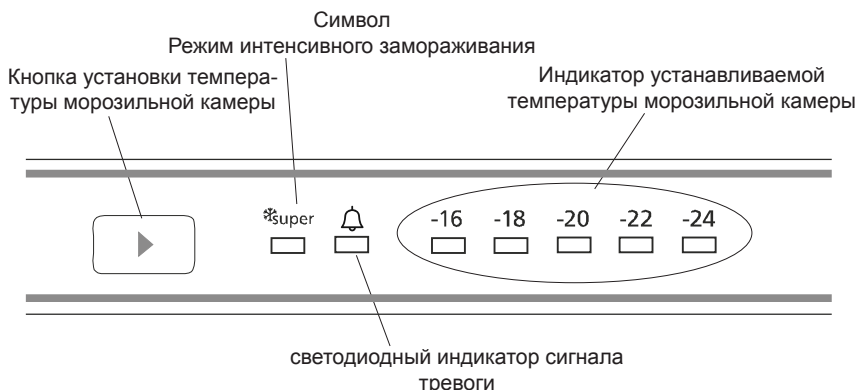 Символ
Режим интенсивного замораживания
Кнопка установки темпера-
туры морозильной камеры
Индикатор устанавливаемой
температуры морозильной камеры
super
-16 -18 -20 -22 -24
светодиодный индикатор сигнала
тревоги